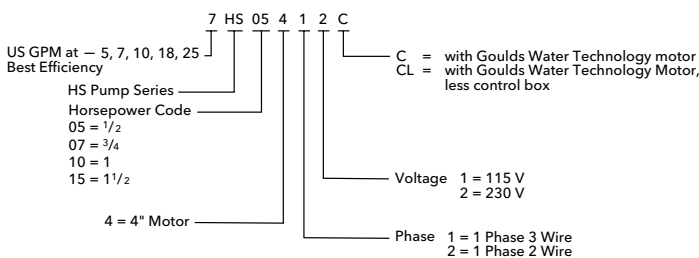 7 HS 05 4 1 2 C
US GPM at – 5, 7, 10, 18, 25
Best Efficiency
HS Pump Series
Horsepower Code
05 = 1/2
07 = 3/4
10 = 1
15 = 11/2
4 = 4" Motor
C = with Goulds Water Technology motor
CL = with Goulds Water Technology Motor,
less control box
Voltage 1 = 115 V
2 = 230 V
Phase 1 = 1 Phase 3 Wire
2 = 1 Phase 2 Wire